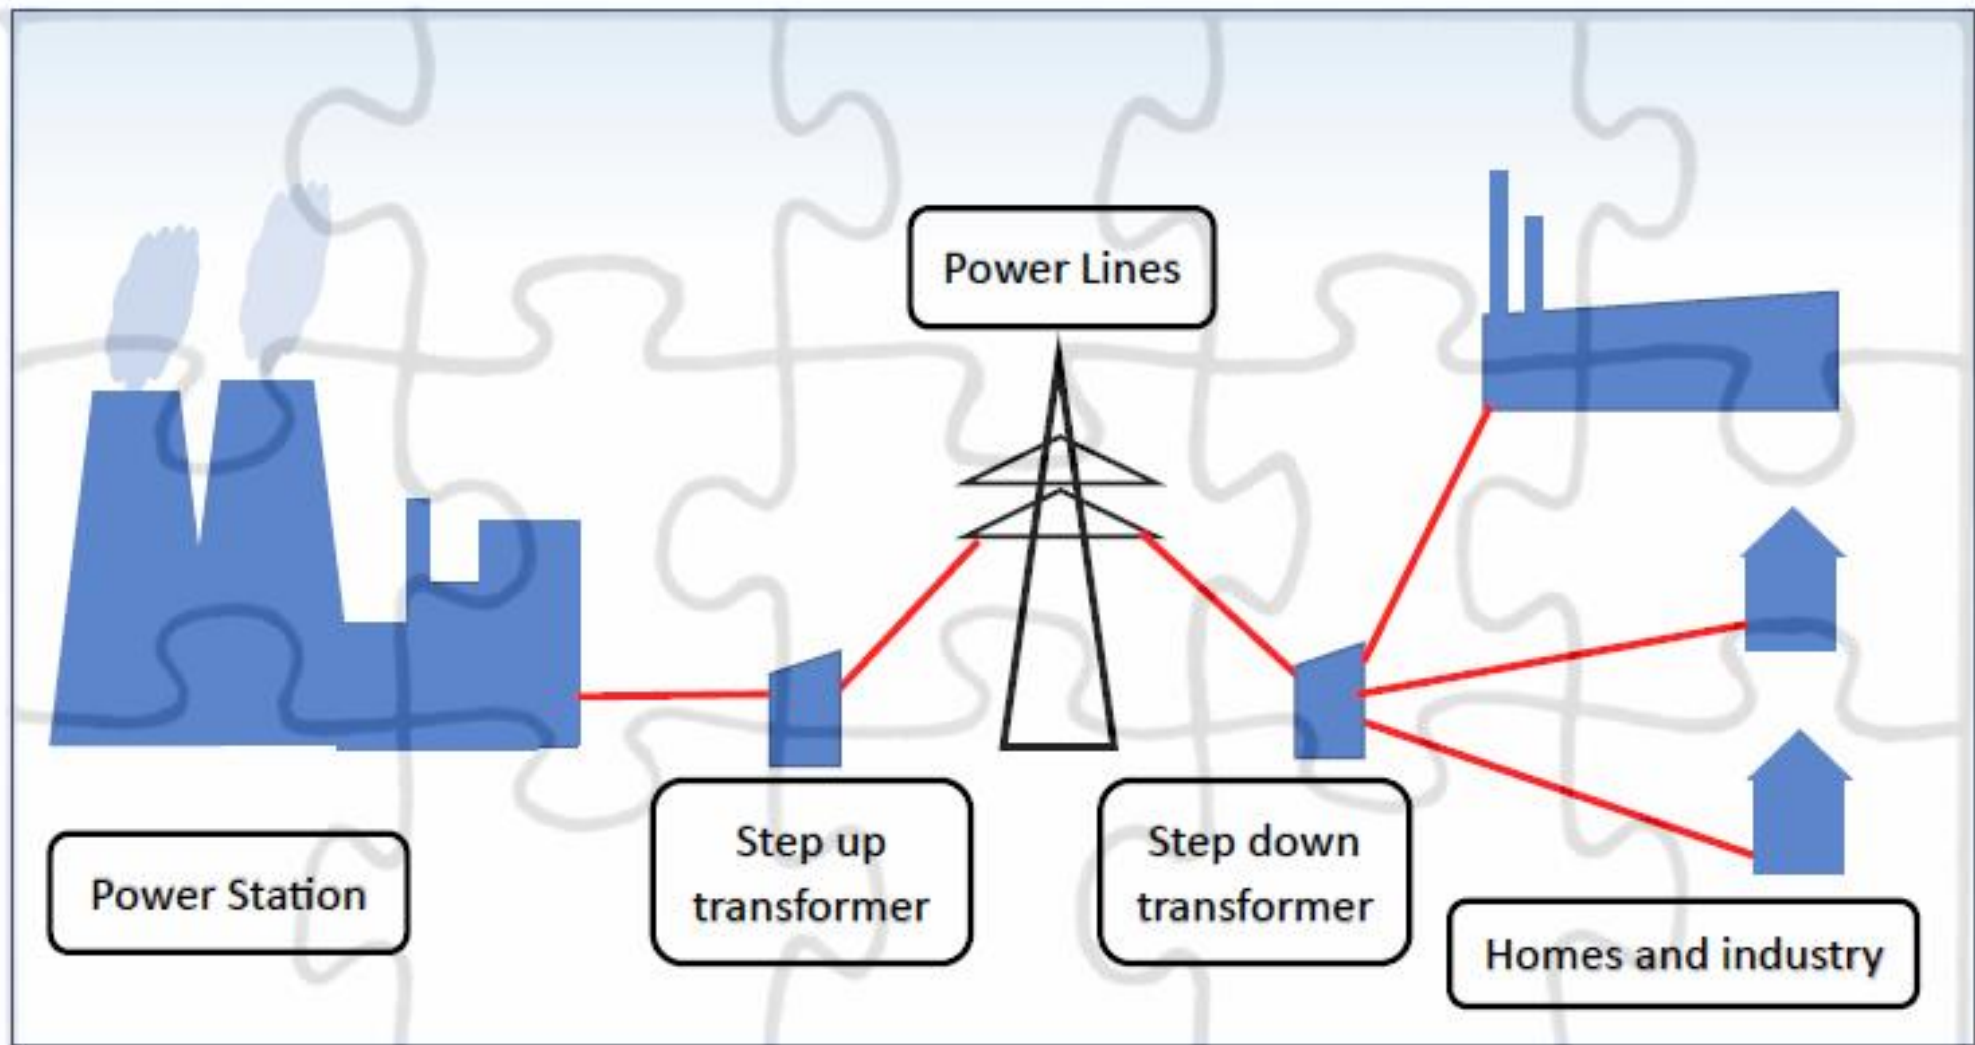 Power Lines
Power Station
Step up
transformer
Step down
transformer
Homes and industry